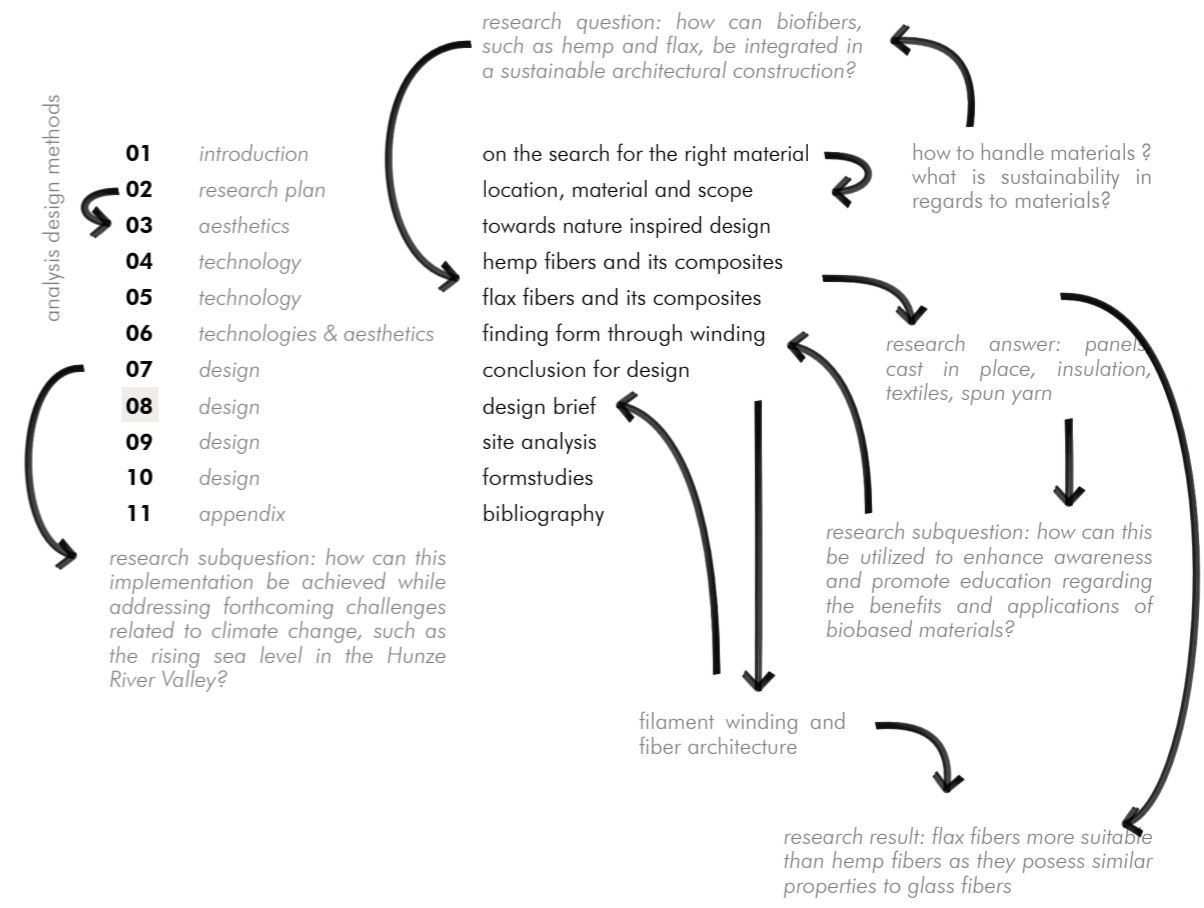 research question: how can biofibers,
such as hemp and flax, be integrated in
a sustainable architectural construction?
analysis design methods
01 introduction on the search for the right material
02 research plan location, material and scope
03 aesthetics towards nature inspired design
04 technology hemp fibers and its composites
05 technology flax fibers and its composites
06 technologies & aesthetics finding form through winding
07 design conclusion for design
08 design design brief
09 design site analysis
10 design formstudies
11 appendix bibliography
how to handle materials ?
what is sustainability in
regards to materials?
research answer: panels
cast in place, insulation,
textiles, spun yarn
research subquestion: how can this
be utilized to enhance awareness
and promote education regarding
the benefits and applications of
biobased materials?
research subquestion: how can this
implementation be achieved while
addressing forthcoming challenges
related to climate change, such as
the rising sea level in the Hunze
River Valley?
filament winding and
fiber architecture
research result: flax fibers more suitable
than hemp fibers as they posess similar
properties to glass fibers